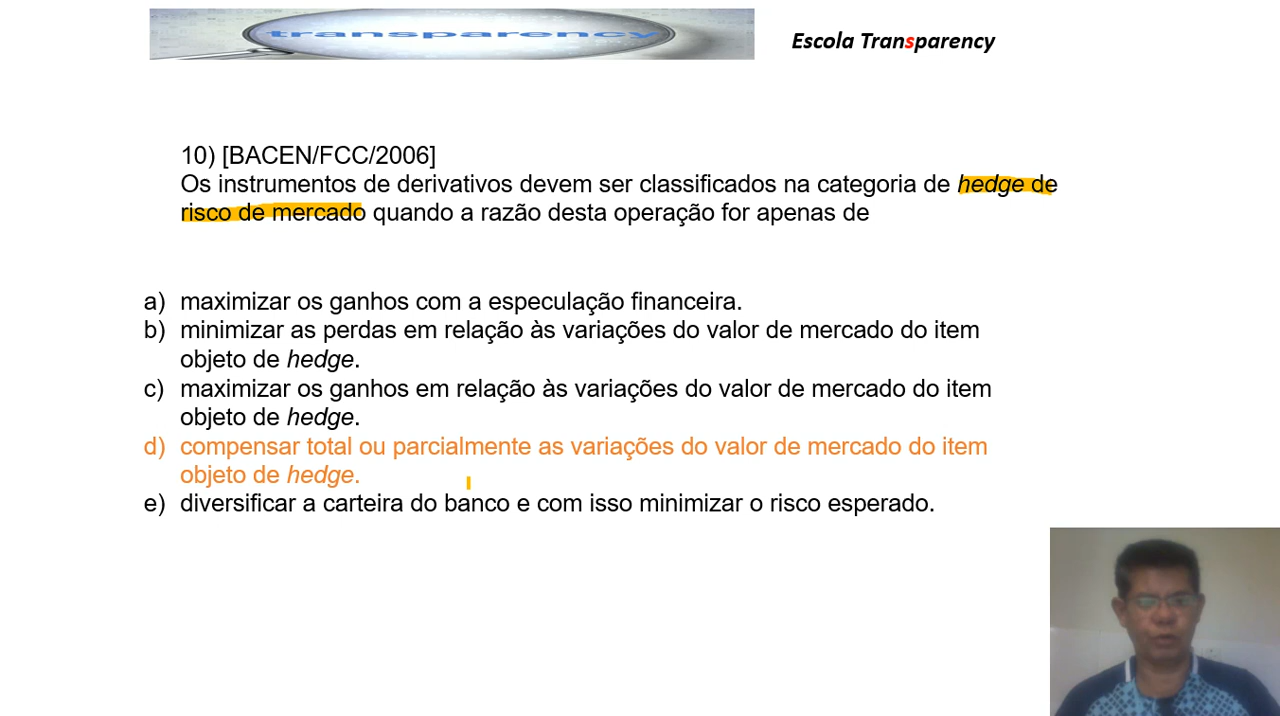 transparency
Escola Transparency
10) [BACEN/FCC/2006]
Os instrumentos de derivativos devem ser classificados na categoria de hedge de
risco de mercado quando a razão desta operação for apenas de
a) maximizar os ganhos com a especulação financeira.
b) minimizar as perdas em relação às variações do valor de mercado do item
objeto de hedge.
c) maximizar os ganhos em relação às variações do valor de mercado do item
objeto de hedge.
d) compensar total ou parcialmente as variações do valor de mercado do item
objeto de hedge.
e) diversificar a carteira do banco e com isso minimizar o risco esperado.